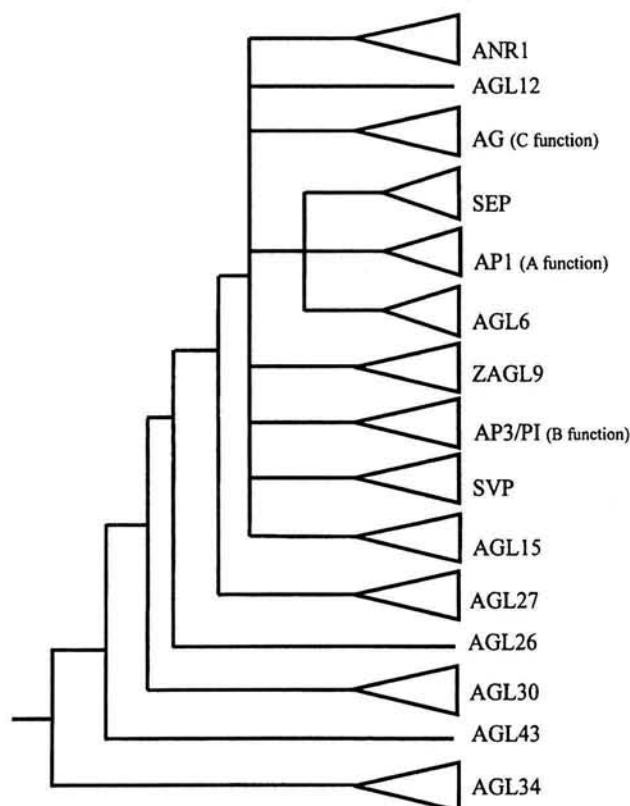 ANR1
AGL12
AG (C function)
SEP
AP1 (A function)
AGL6
ZAGL9
AP3/PI (B function)
SVP
AGL15
AGL27
AGL26
AGL30
AGL43
AGL34